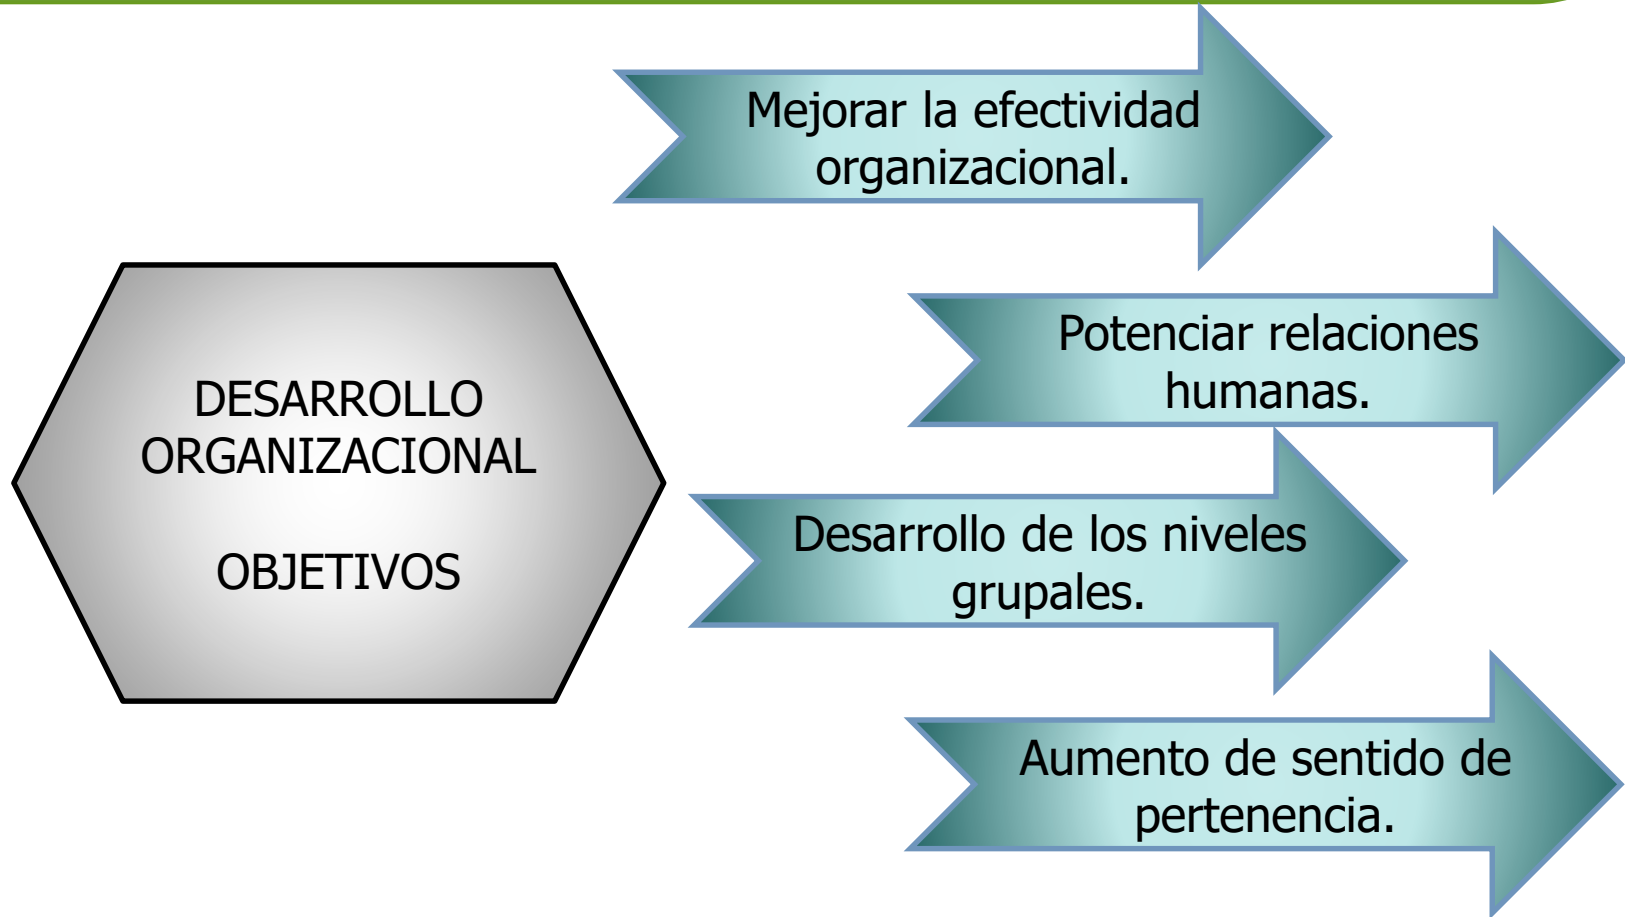 Mejorar la efectividad
organizacional.
Potenciar relaciones
humanas.
DESARROLLO
ORGANIZACIONAL
OBJETIVOS
Desarrollo de los niveles
grupales.
Aumento de sentido de
pertenencia.